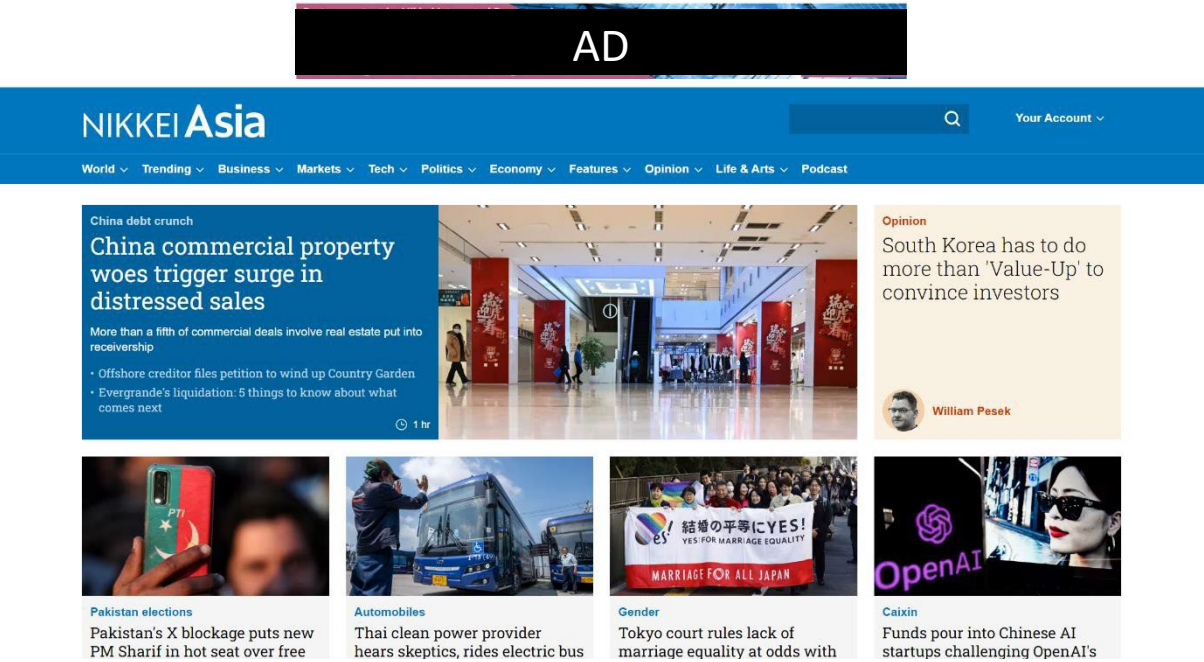 AD
NIKKEI Asia
Your Account
World Trending Business Markets Tech Politics Economy Features Opinion Life & Arts Podcast
China debt crunch
China commercial property
woes trigger surge in
distressed sales
More than a fifth of commercial deals involve real estate put into
receivership
• Offshore creditor files petition to wind up Country Garden
• Evergrande's liquidation: 5 things to know about what
comes next
1 hr
Opinion
South Korea has to do
more than 'Value-Up' to
convince investors
William Pesek
PTI
Pakistan elections
Pakistan's X blockage puts new
PM Sharif in hot seat over free
Automobiles
Thai clean power provider
hears skeptics, rides electric bus
結婚の平等にYES!
YES! FOR MARRIAGE EQUALITY
MARRIAGE FOR ALL JAPAN
Gender
Tokyo court rules lack of
marriage equality at odds with
OpenAI
Caixin
Funds pour into Chinese AI
startups challenging OpenAI's